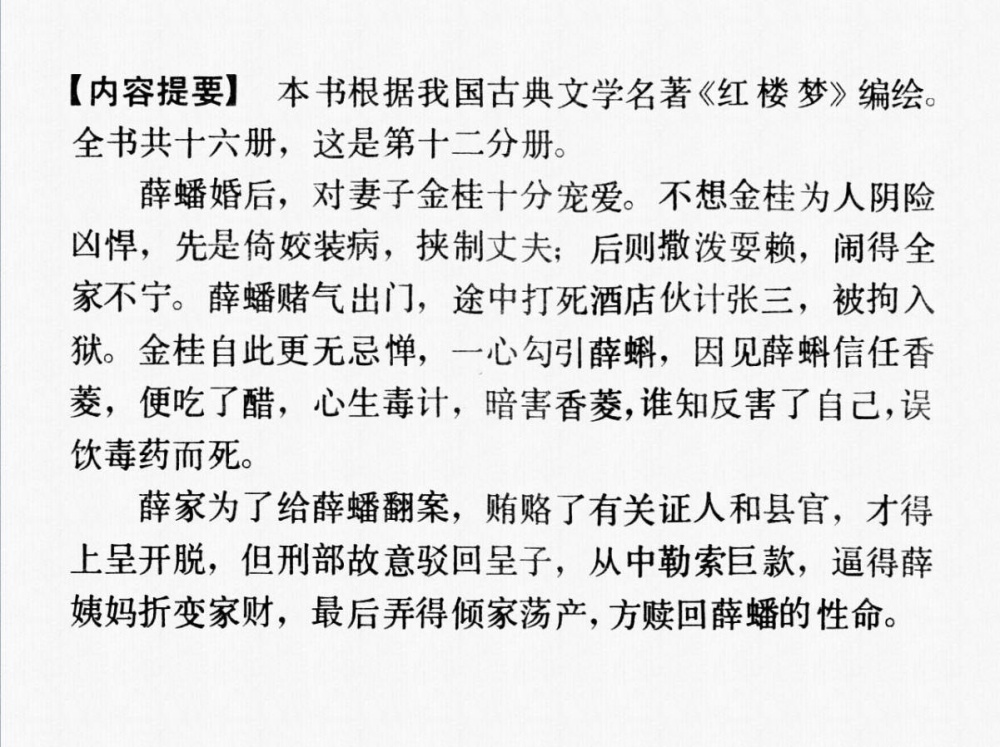 【内容提要】 本书根据我国古典文学名著《红楼梦》编绘。
全书共十六册，这是第十二分册。
薛蟠婚后，对妻子金桂十分宠爱。不想金桂为人阴险
凶悍，先是倚姣装病，挟制丈夫；后则撒泼耍赖，闹得全
家不宁。薛蟠赌气出门，途中打死酒店伙计张三，被拘入
狱。金桂自此更无忌惮，一心勾引薛蝌，因见薛蝌信任香
菱，便吃了醋，心生毒计，暗害香菱，谁知反害了自己，误
饮毒药而死。
薛家为了给薛蟠翻案，贿赂了有关证人和县官，才得
上呈开脱，但刑部故意驳回呈子，从中勒索巨款，逼得薛
姨妈折变家财，最后弄得倾家荡产，方赎回薛蟠的性命。